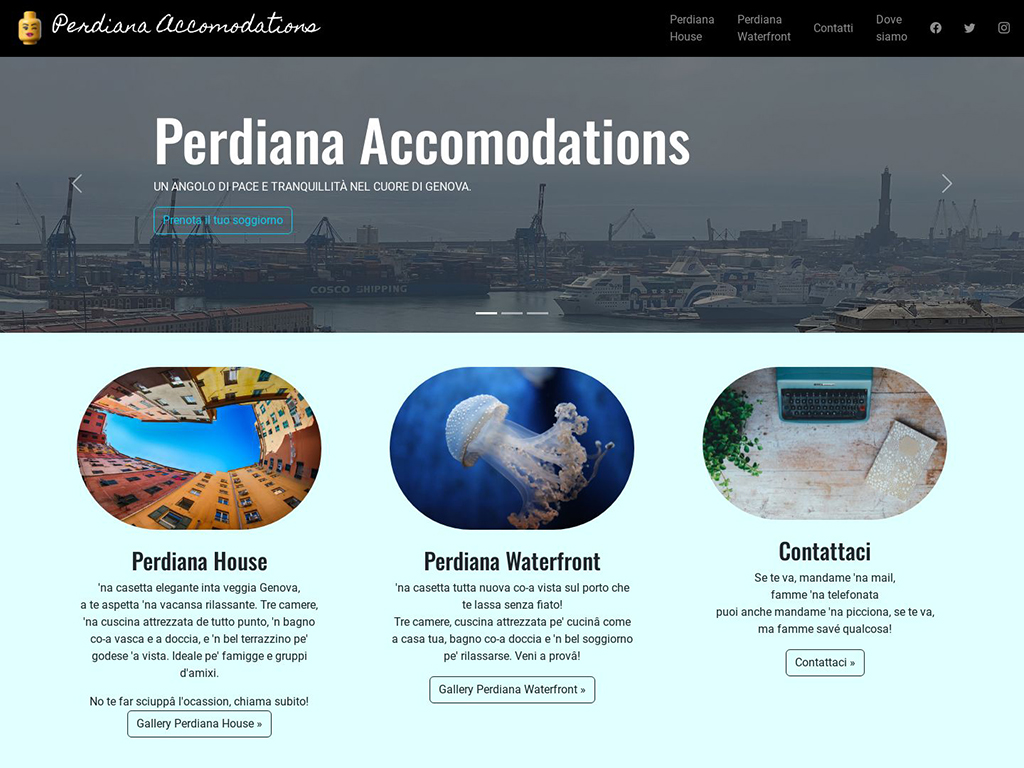 Perdiana Accomodations
Perdiana
House
Perdiana
Waterfront
Contatti
Dove
siamo
Perdiana Accomodations
UN ANGOLO DI PACE E TRANQUILLITÀ NEL CUORE DI GENOVA.
Prenota il tuo soggiorno
COSCO SHIPPING
Perdiana House
'na casetta elegante inta veggia Genova,
a te aspetta 'na vacansa rilassante. Tre camere,
'na cuscina attrezzata de tutto punto, 'n bagno
co-a vasca e a doccia, e 'n bel terrazzino pe'
godese 'a vista. Ideale pe' famigge e gruppi
d'amixi.
No te far sciuppâ l'ocassion, chiama subito!
Gallery Perdiana House »
Perdiana Waterfront
'na casetta tutta nuova co-a vista sul porto che
te lassa senza fiato!
Tre camere, cuscina attrezzata pe' cucinâ come
a casa tua, bagno co-a doccia e 'n bel soggiorno
pe' rilassarse. Veni a provâ!
Gallery Perdiana Waterfront »
Contattaci
Se te va, mandame 'na mail,
famme 'na telefonata
puoi anche mandame 'na picciona, se te va,
ma famme savé qualcosa!
Contattaci »